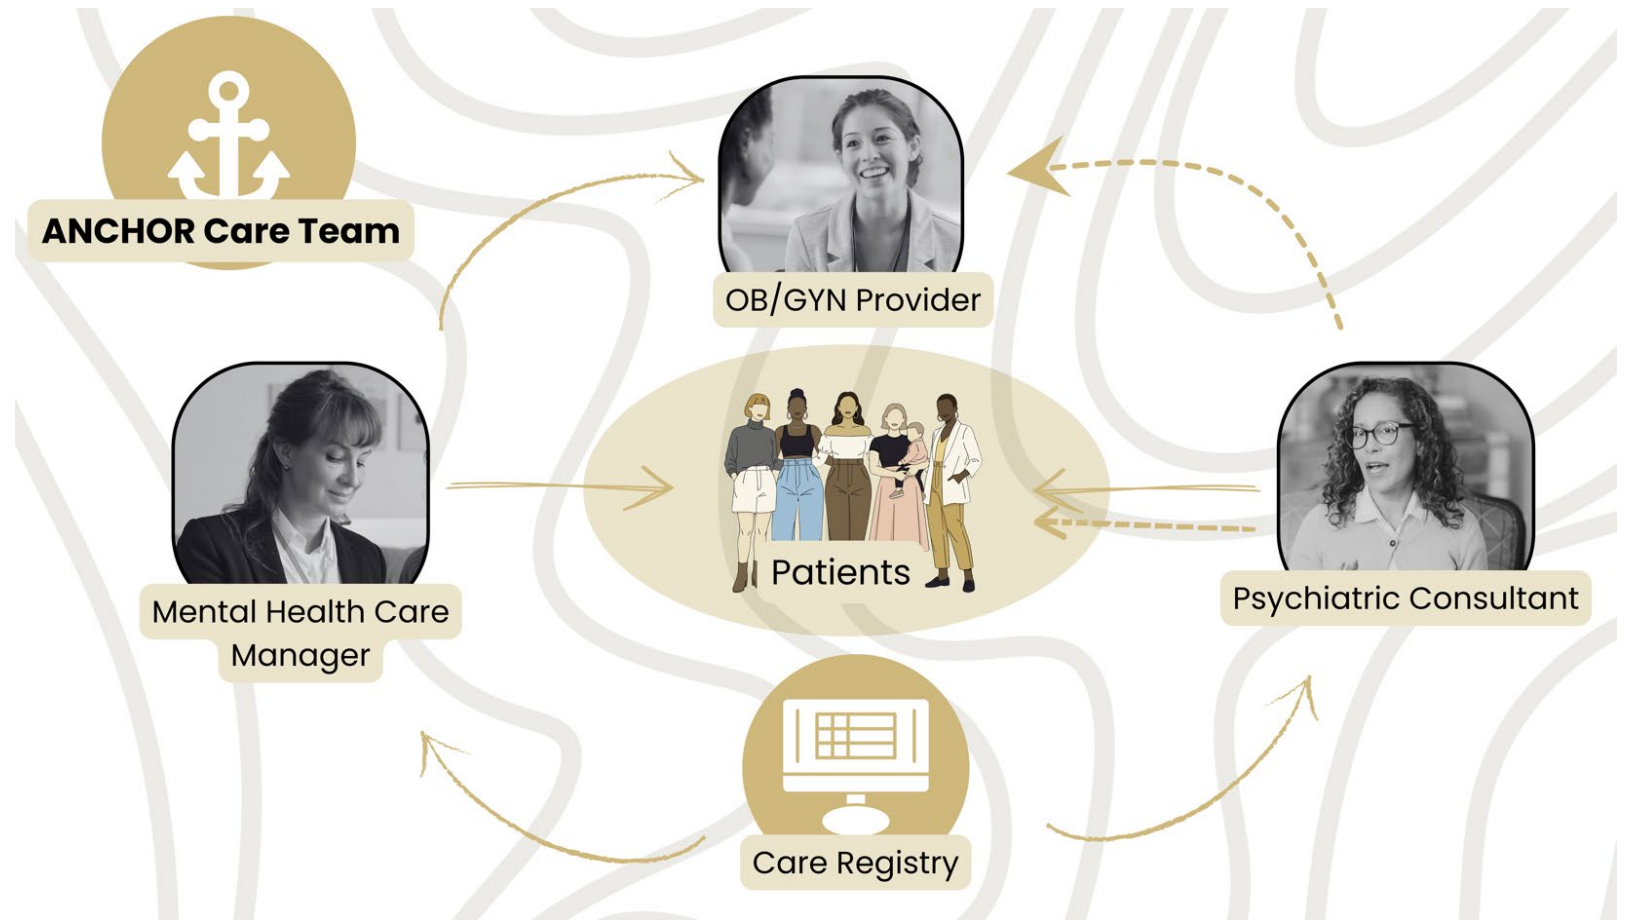 ANCHOR Care Team
OB/GYN Provider
Mental Health Care
Manager
Patients
Psychiatric Consultant
Care Registry